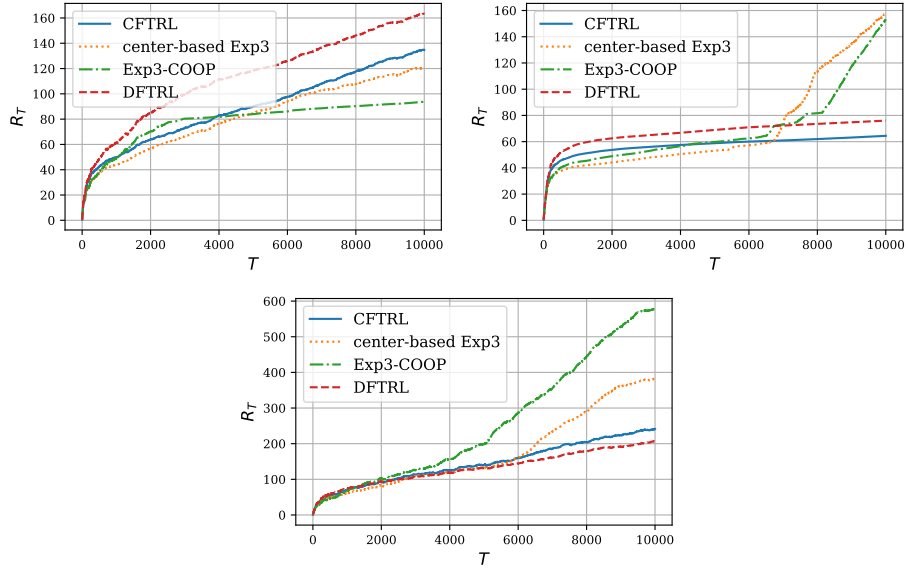 160
140
120
100
80
60
40
20
0
R_T
CFTRL
center-based Exp3
Exp3-COOP
DFTRL
0 2000 4000 6000 8000 10000
T
160
140
120
100
80
60
40
20
0
R_T
CFTRL
center-based Exp3
Exp3-COOP
DFTRL
0 2000 4000 6000 8000 10000
T
600
500
400
300
200
100
0
R_T
CFTRL
center-based Exp3
Exp3-COOP
DFTRL
0 2000 4000 6000 8000 10000
T